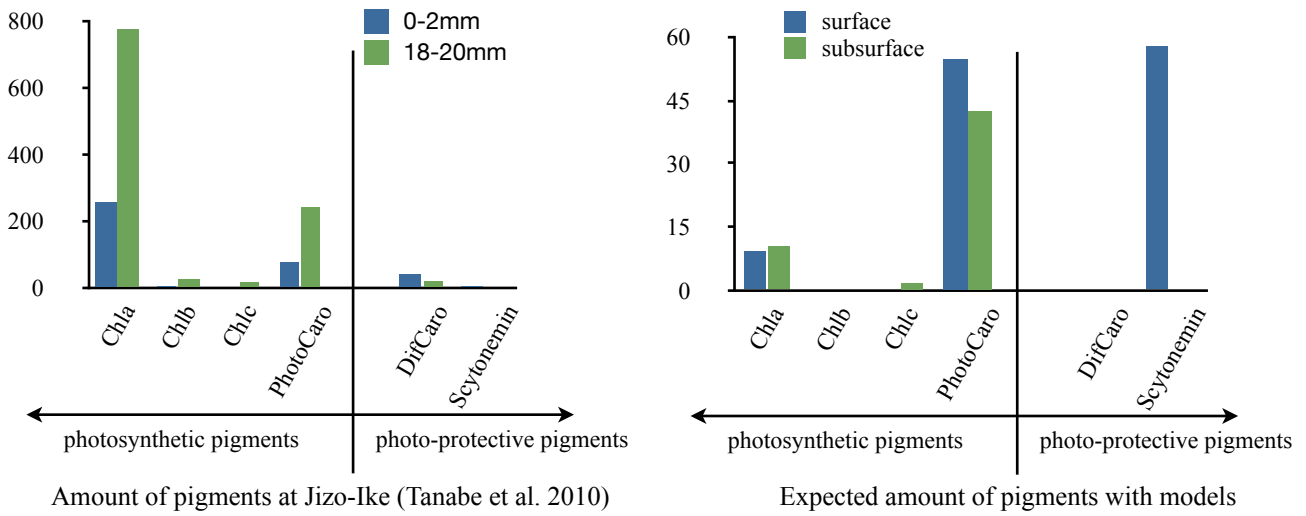 800
600
400
200
0
0-2mm
18-20mm
Chla
Chlb
Chlc
PhotoCaro
DifCaro
Scytonemin
photosynthetic pigments
photo-protective pigments
Amount of pigments at Jizo-Ike (Tanabe et al. 2010)
60
45
30
15
0
surface
subsurface
Chla
Chlb
Chlc
PhotoCaro
DifCaro
Scytonemin
photosynthetic pigments
photo-protective pigments
Expected amount of pigments with models